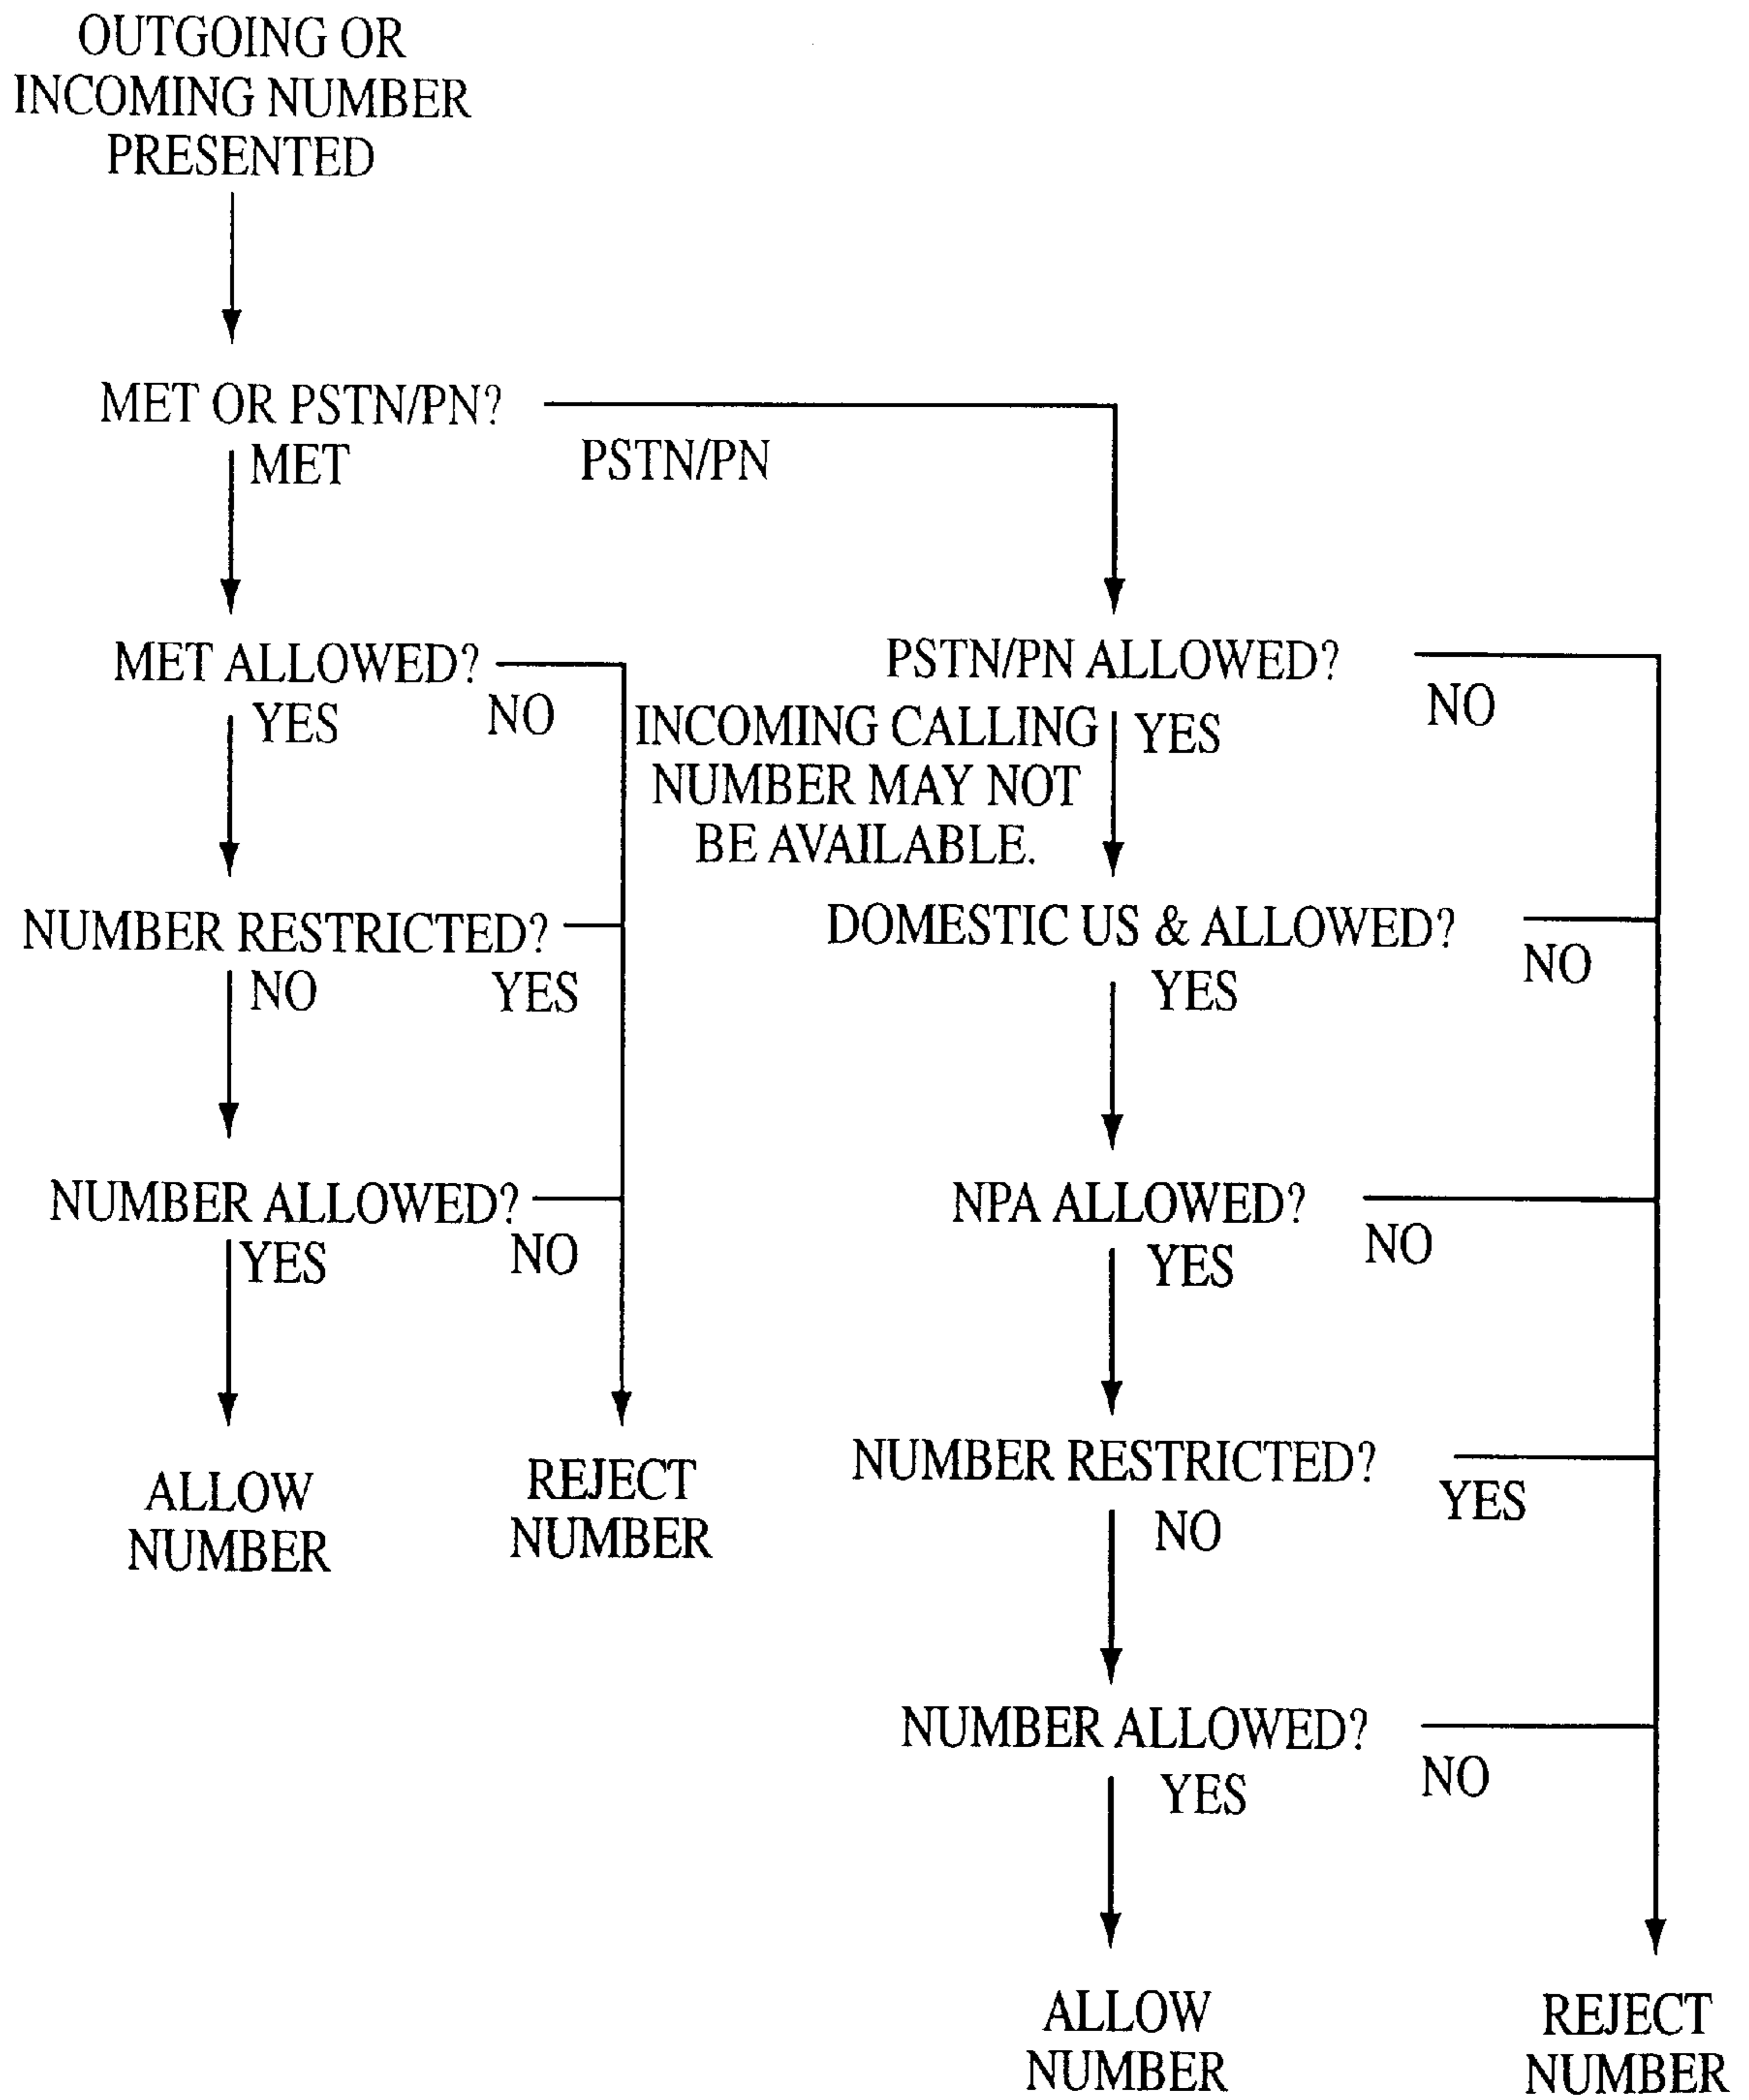 OUTGOING OR
INCOMING NUMBER
PRESENTED
MET OR PSTN/PN?
MET
PSTN/PN
MET ALLOWED?
YES
NO
PSTN/PN ALLOWED?
NO
INCOMING CALLING
NUMBER MAY NOT
BE AVAILABLE.
YES
NUMBER RESTRICTED?
NO
YES
DOMESTIC US & ALLOWED?
YES
NO
NUMBER ALLOWED?
YES
NO
NPA ALLOWED?
YES
NO
ALLOW
NUMBER
REJECT
NUMBER
NUMBER RESTRICTED?
NO
YES
NUMBER ALLOWED?
YES
NO
ALLOW
NUMBER
REJECT
NUMBER